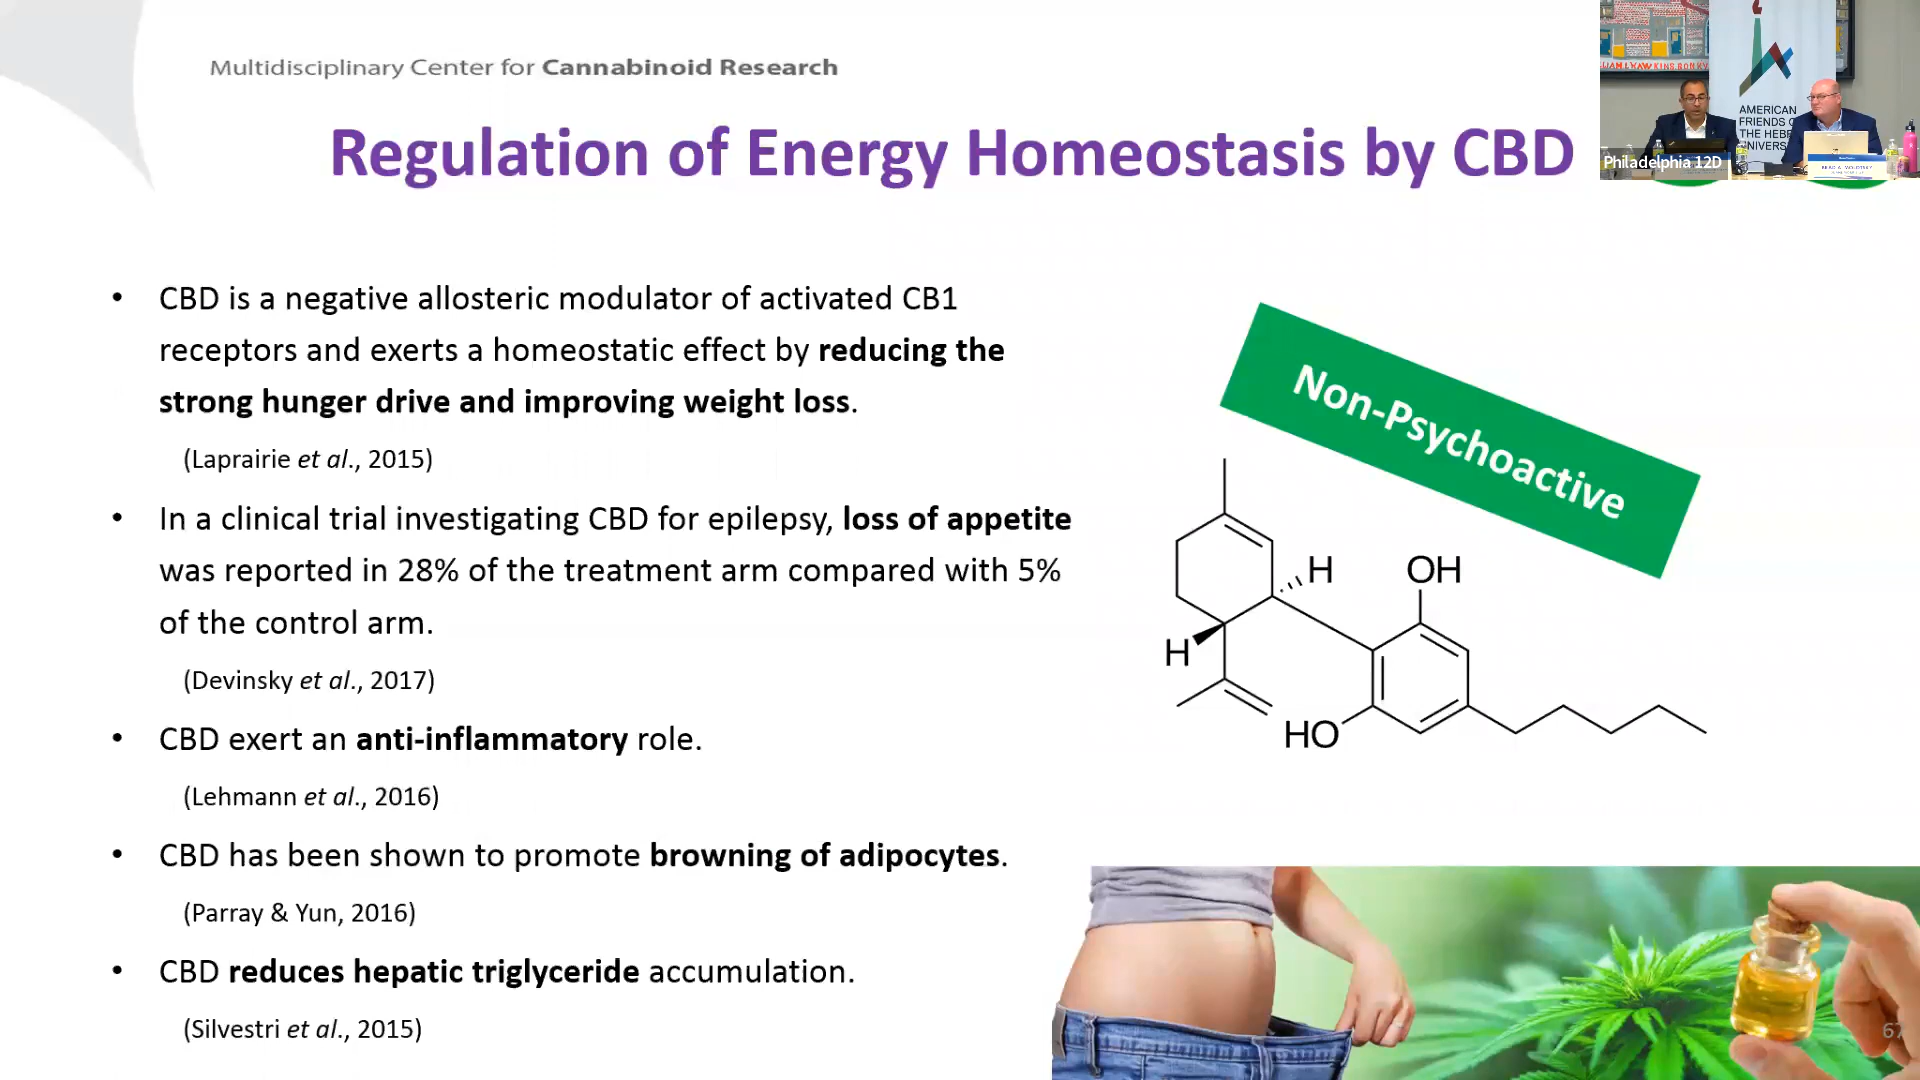 Multidisciplinary Center for Cannabinoid Research
Regulation of Energy Homeostasis by CBD
• CBD is a negative allosteric modulator of activated CB1
receptors and exerts a homeostatic effect by reducing the
strong hunger drive and improving weight loss.
(Laprairie et al., 2015)
• In a clinical trial investigating CBD for epilepsy, loss of appetite
was reported in 28% of the treatment arm compared with 5%
of the control arm.
(Devinsky et al., 2017)
• CBD exert an anti-inflammatory role.
(Lehmann et al., 2016)
• CBD has been shown to promote browning of adipocytes.
(Parray & Yun, 2016)
• CBD reduces hepatic triglyceride accumulation.
(Silvestri et al., 2015)
Non-Psychoactive
H
OH
H
HO
AMERICAN
FRIENDS
THE HEB
Philadelphia 12D